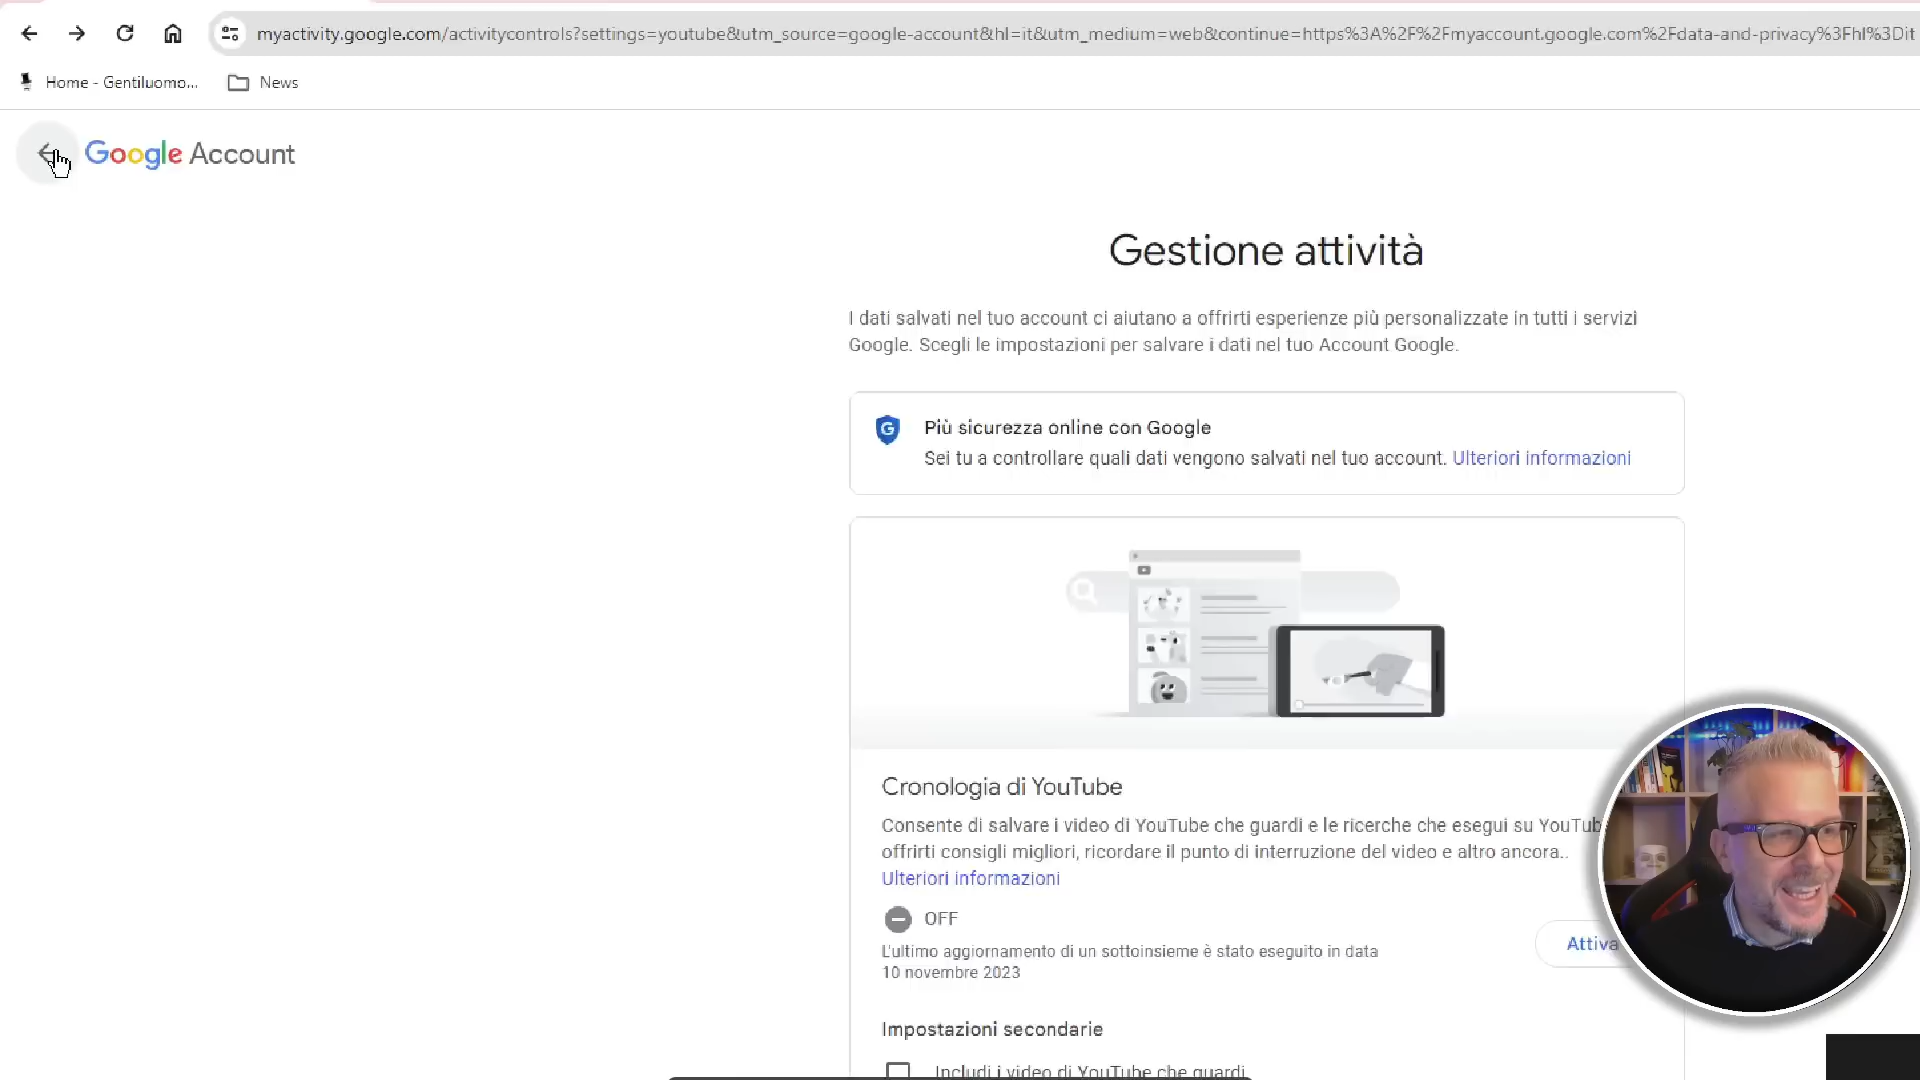 myactivity.google.com/activitycontrols?settings=youtube&utm_source=google-account&hl=it&utm_medium=web&continue=https%3A%2F%2Fmyaccount.google.com%2Fdata-and-privacy%3Fhl%3Dit
Home - Gentiluomo...
News
Google Account
Gestione attività
I dati salvati nel tuo account ci aiutano a offrirti esperienze più personalizzate in tutti i servizi
Google. Scegli le impostazioni per salvare i dati nel tuo Account Google.
Più sicurezza online con Google
Sei tu a controllare quali dati vengono salvati nel tuo account. Ulteriori informazioni
Cronologia di YouTube
Consente di salvare i video di YouTube che guardi e le ricerche che esegui su YouTub
offrirti consigli migliori, ricordare il punto di interruzione del video e altro ancora..
Ulteriori informazioni
OFF
L'ultimo aggiornamento di un sottoinsieme è stato eseguito in data
10 novembre 2023
Attiva
Impostazioni secondarie
Includi i video di YouTube che guardi